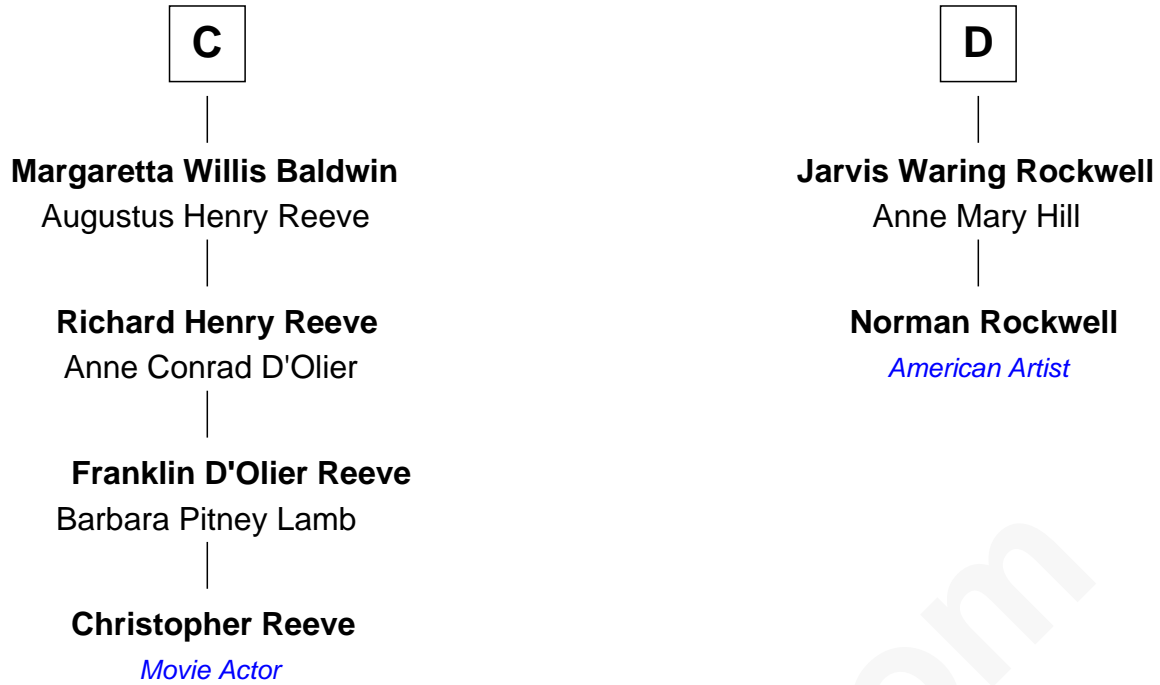 C
Margaretta Willis Baldwin
Augustus Henry Reeve
Richard Henry Reeve
Anne Conrad D'Olier
Franklin D'Olier Reeve
Barbara Pitney Lamb
Christopher Reeve
Movie Actor
D
Jarvis Waring Rockwell
Anne Mary Hill
Norman Rockwell
American Artist
om